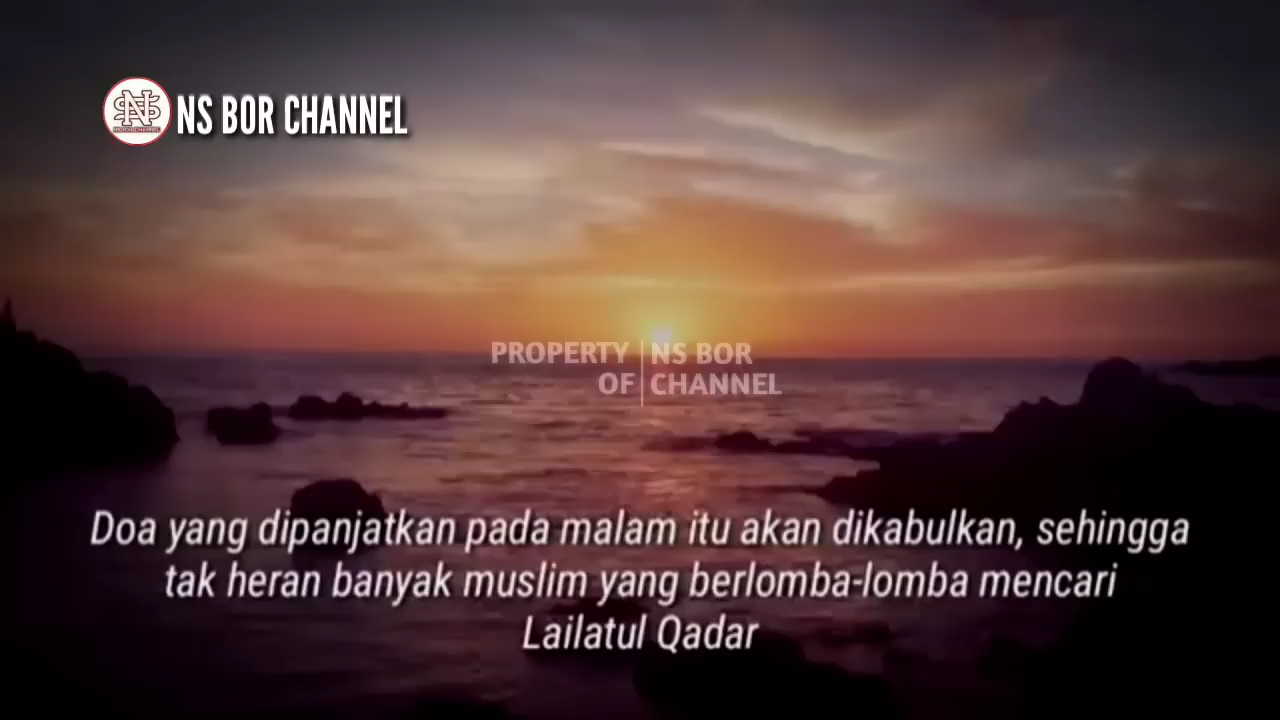 NS BOR CHANNEL
PROPERTY NS BOR
OF CHANNEL
Doa yang dipanjatkan pada malam itu akan dikabulkan, sehingga
tak heran banyak muslim yang berlomba-lomba mencari
Lailatul Qadar